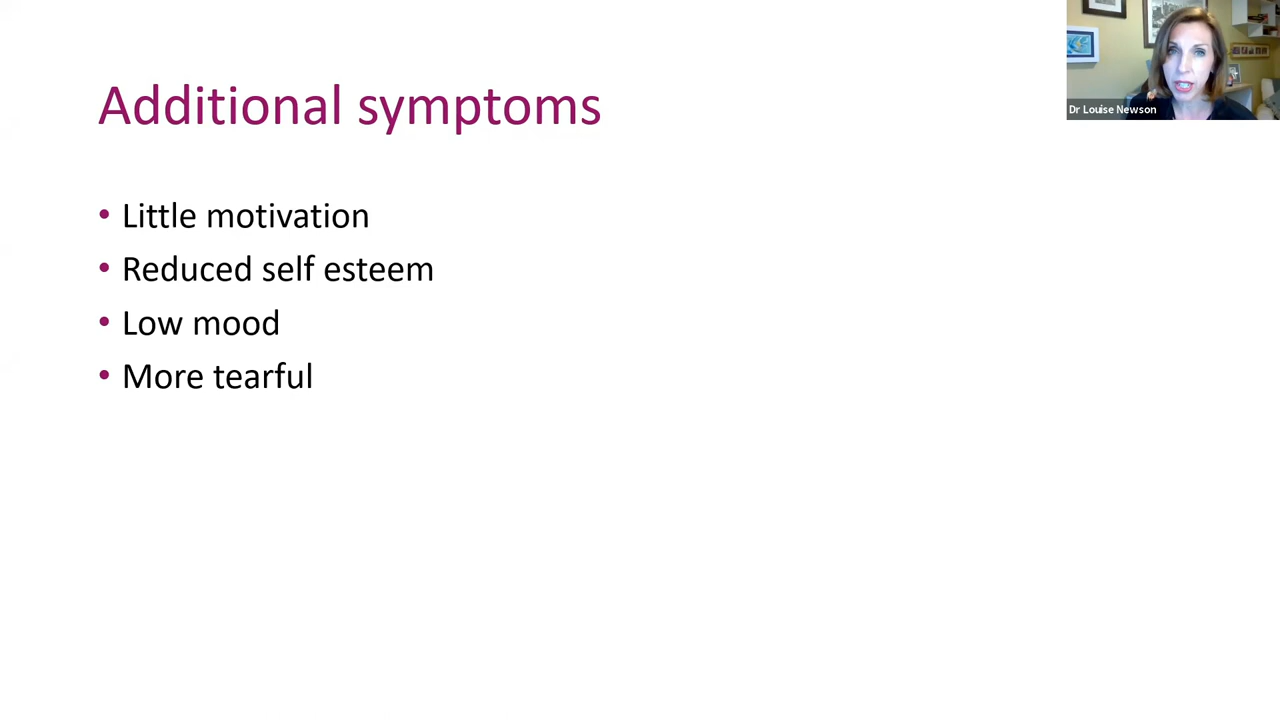 Additional symptoms
• Little motivation
• Reduced self esteem
• Low mood
• More tearful
Dr Louise Newson